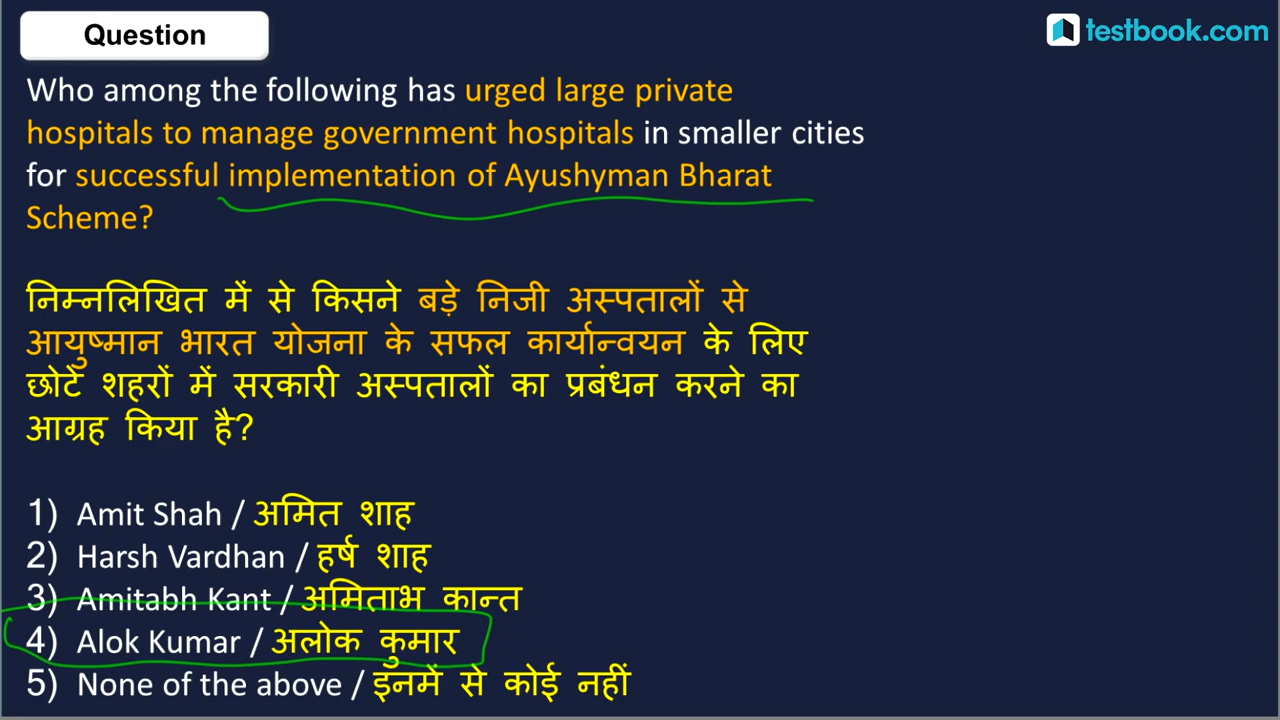 Question
testbook.com
Who among the following has urged large private
hospitals to manage government hospitals in smaller cities
for successful implementation of Ayushyman Bharat
Scheme?
निम्नलिखित में से किसने बड़े निजी अस्पतालों से
आयुष्मान भारत योजना के सफल कार्यान्वयन के लिए
छोटे शहरों में सरकारी अस्पतालों का प्रबंधन करने का
आग्रह किया है?
1) Amit Shah / अमित शाह
2) Harsh Vardhan / हर्ष शाह
3) Amitabh Kant / अमिताभ कान्त
4) Alok Kumar / अलोक कुमार
5) None of the above / इनमें से कोई नहीं